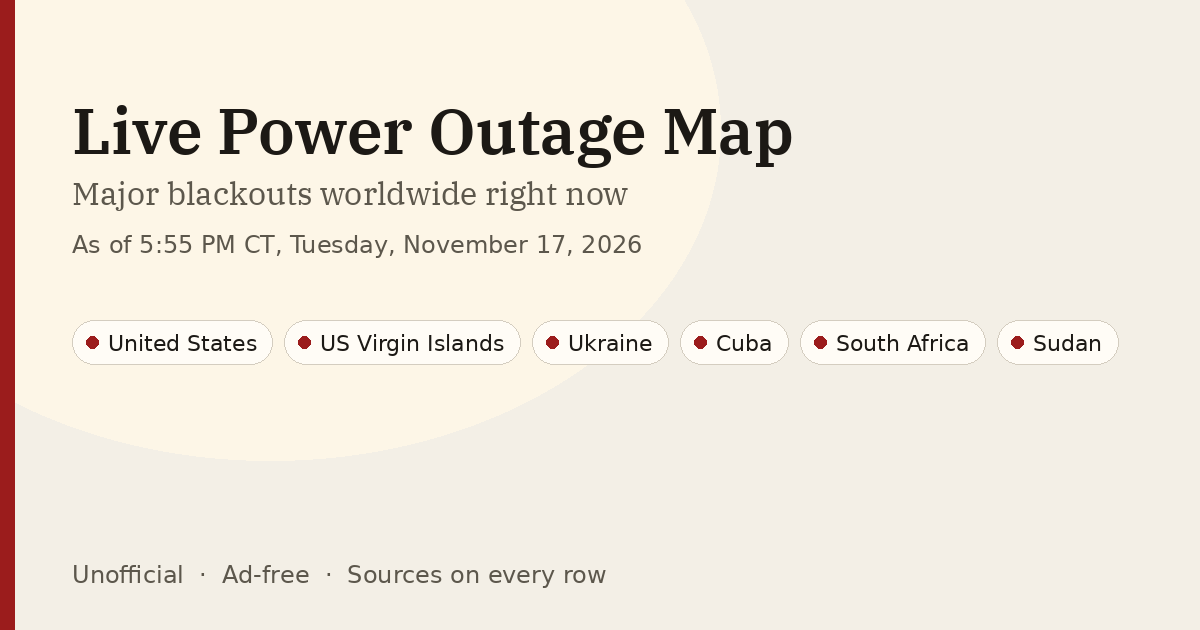 Live Power Outage Map
Major blackouts worldwide right now
As of 5:55 PM CT, Tuesday, November 17, 2026
United States US Virgin Islands Ukraine Cuba South Africa Sudan
Unofficial · Ad-free · Sources on every row